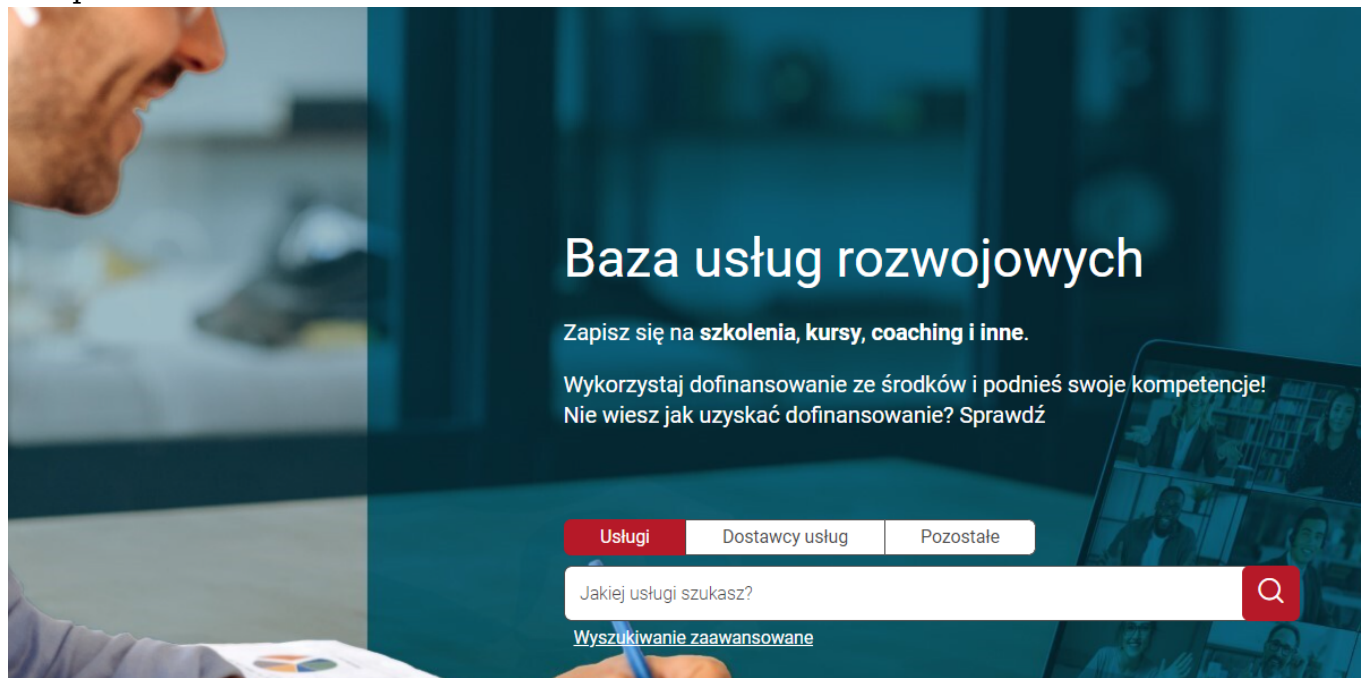 Baza usług rozwojowych
Zapisz się na szkolenia, kursy, coaching i inne.
Wykorzystaj dofinansowanie ze środków i podnieś swoje kompetencje!
Nie wiesz jak uzyskać dofinansowanie? Sprawdź
Usługi Dostawcy usług Pozostałe
Jakiej usługi szukasz?
Wyszukiwanie zaawansowane